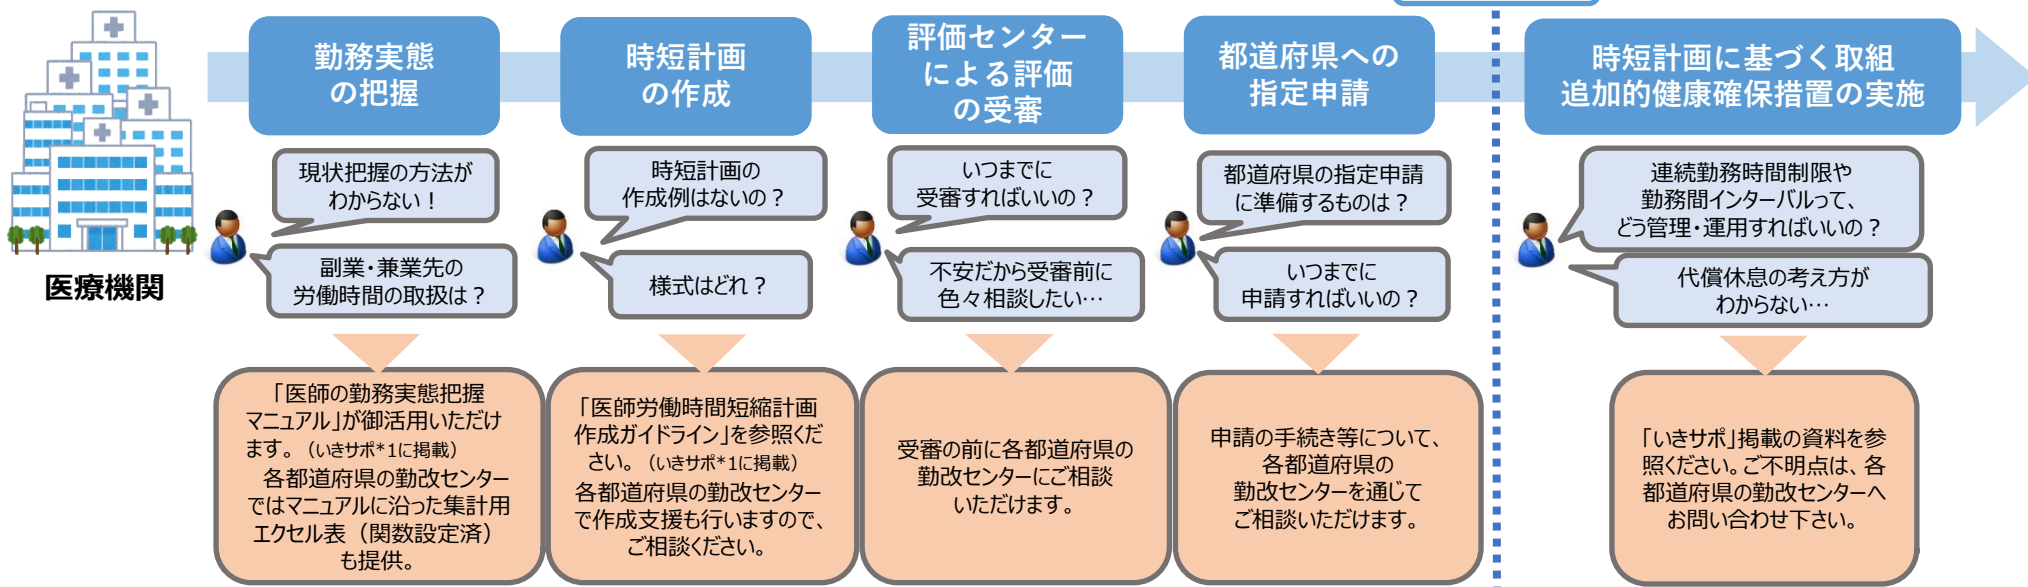 勤務実態
の把握
時短計画
の作成
評価センター
による評価
の受審
都道府県への
指定申請
時短計画に基づく取組
追加的健康確保措置の実施
医療機関
現状把握の方法が
わからない！
副業・兼業先の
労働時間の取扱は？
時短計画の
作成例はないの？
様式はどれ？
いつまでに
受審すればいいの？
不安だから受審前に
色々相談したい…
都道府県の指定申請
に準備するものは？
いつまでに
申請すればいいの？
連続勤務時間制限や
勤務間インターバルって、
どう管理・運用すればいいの？
代償休息の考え方が
わからない…
「医師の勤務実態把握
マニュアル」が御活用いただけ
ます。（いきサポ*1に掲載）
各都道府県の勤改センター
ではマニュアルに沿った集計用
エクセル表（関数設定済）
も提供。
「医師労働時間短縮計画
作成ガイドライン」を参照くだ
さい。（いきサポ*1に掲載）
各都道府県の勤改センター
で作成支援も行いますので、
ご相談ください。
受審の前に各都道府県の
勤改センターにご相談
いただけます。
申請の手続き等について、
各都道府県の
勤改センターを通じて
ご相談いただけます。
「いきサポ」掲載の資料を参
照ください。ご不明点は、各
都道府県の勤改センターへ
お問い合わせ下さい。